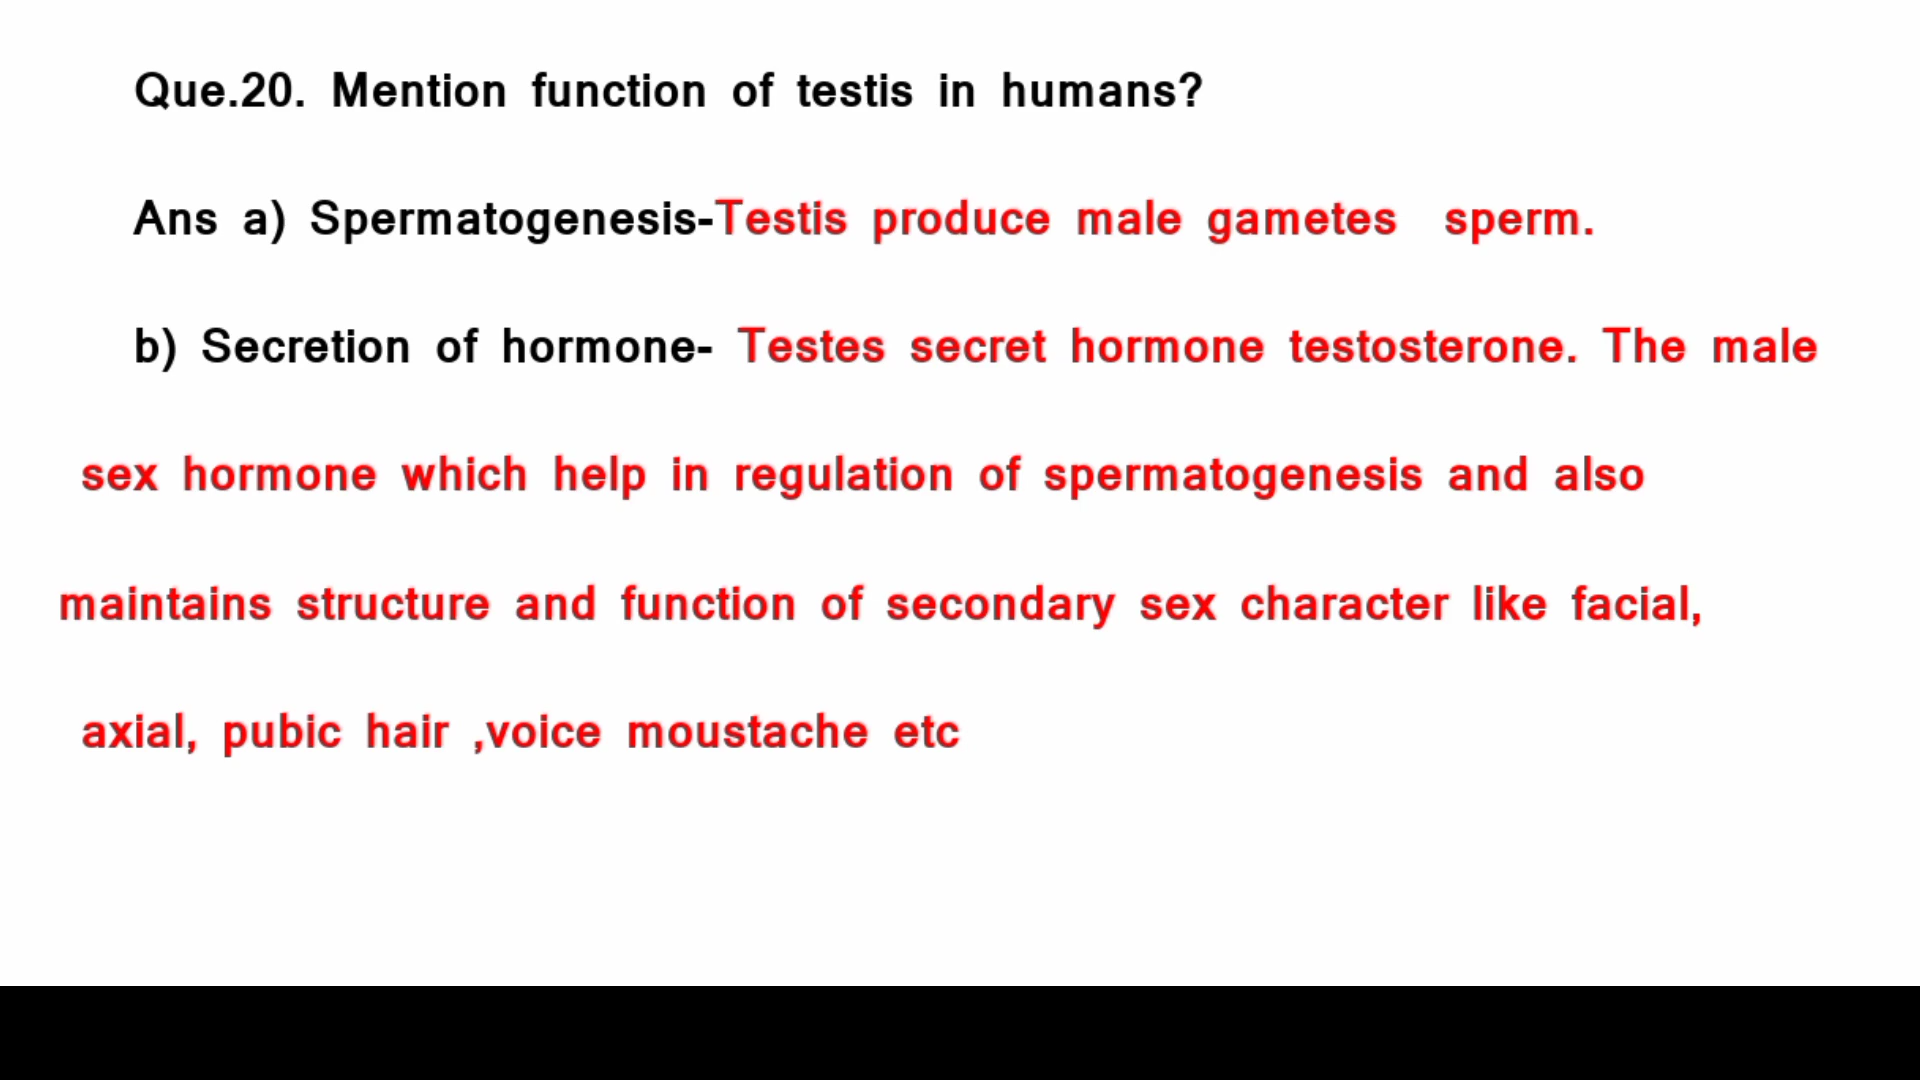 Que.20. Mention function of testis in humans?
Ans a) Spermatogenesis-Testis produce male gametes sperm.
b) Secretion of hormone- Testes secret hormone testosterone. The male
sex hormone which help in regulation of spermatogenesis and also
maintains structure and function of secondary sex character like facial,
axial, pubic hair ,voice moustache etc